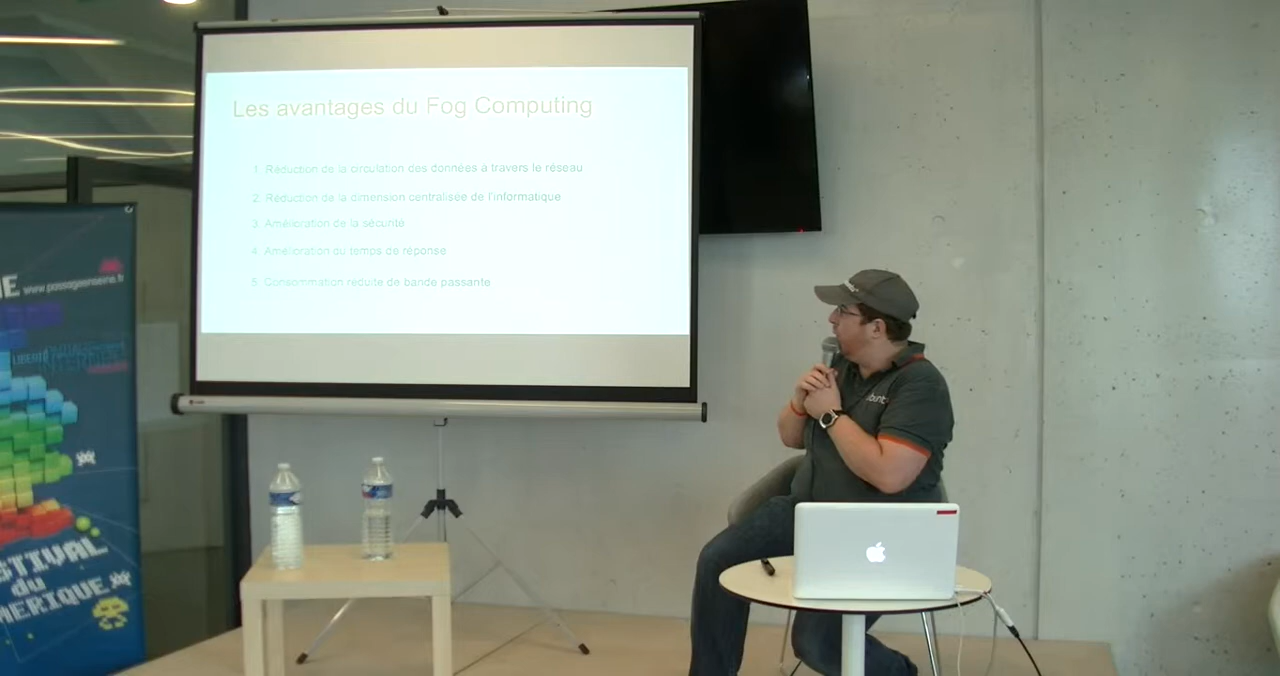 Les avantages du Fog Computing
1. Réduction de la circulation des données à travers le réseau
2. Réduction de la dimension centralisée de l'informatique
3. Amélioration de la sécurité
4. Amélioration du temps de réponse
5. Consommation réduite de bande passante
www.passageenseine.fr
STIVAL
du
MERIQUE